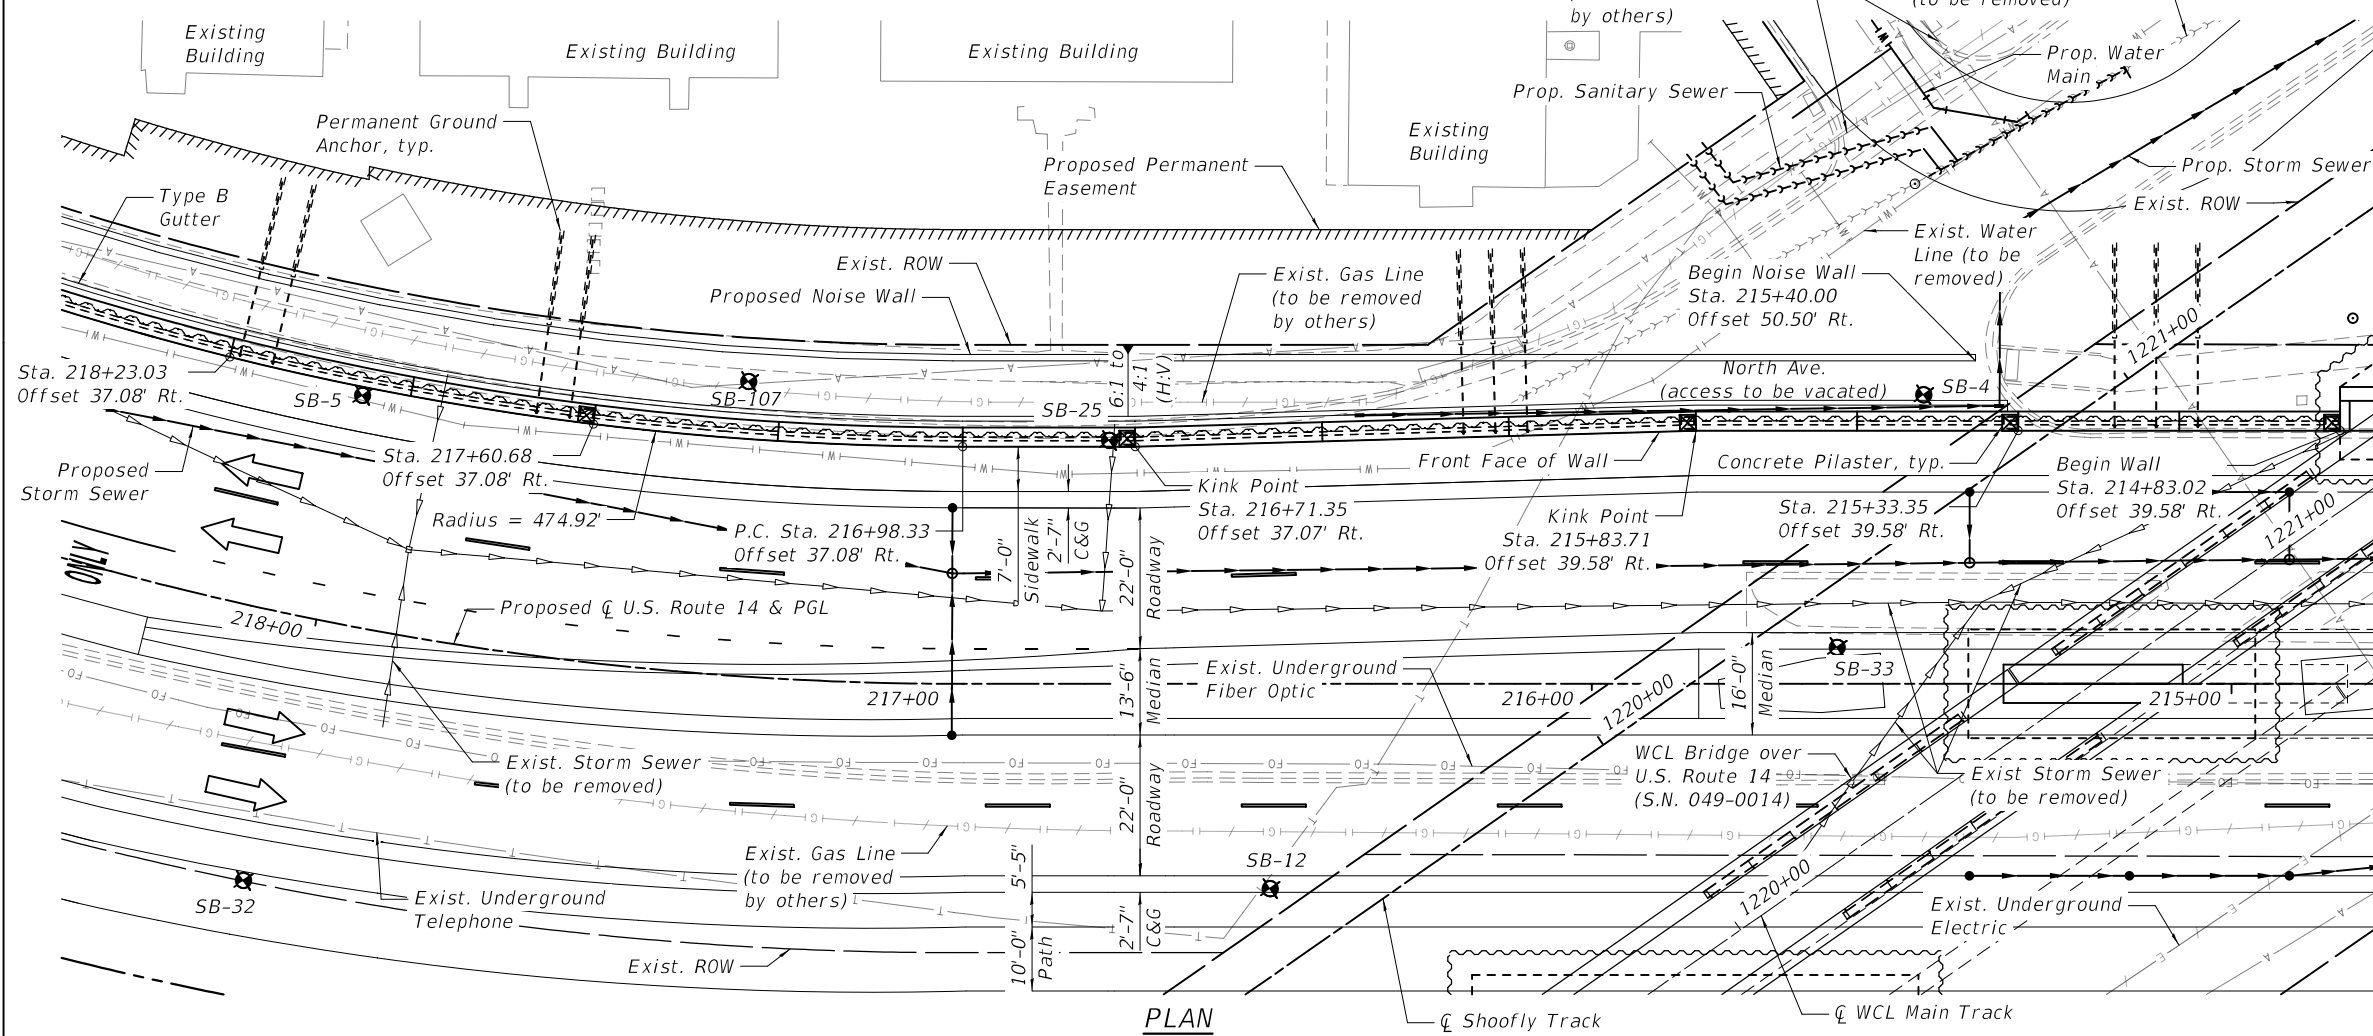 by others)
(to be removed)
Existing
Building
Existing Building
Existing Building
Prop. Water
Main
Prop. Sanitary Sewer
Permanent Ground
Anchor, typ.
Existing
Building
Proposed Permanent
Easement
Prop. Storm Sewer
Type B
Gutter
Exist. ROW
Exist. Water
Line (to be
removed)
Exist. ROW
Proposed Noise Wall
Exist. Gas Line
(to be removed
by others)
Begin Noise Wall
Sta. 215+40.00
Offset 50.50' Rt.
1221+00
6:1 to
4:1
(H:V)
North Ave.
(access to be vacated)
Sta. 218+23.03
Offset 37.08' Rt.
SB-5
SB-107
SB-25
SB-4
Sta. 217+60.68
Offset 37.08' Rt.
Proposed
Storm Sewer
Front Face of Wall
Concrete Pilaster, typ.
Begin Wall
Sta. 214+83.02
Offset 39.58' Rt.
Kink Point
Sta. 216+71.35
Offset 37.07' Rt.
Radius = 474.92'
P.C. Sta. 216+98.33
Offset 37.08' Rt.
Kink Point
Sta. 215+83.71
Offset 39.58' Rt.
Sta. 215+33.35
Offset 39.58' Rt.
1221+00
7'-0"
Sidewalk
2'-7"
C&G
22'-0"
Roadway
ONLY
Proposed ℄ U.S. Route 14 & PGL
218+00
217+00
13'-6"
Median
Exist. Underground
Fiber Optic
216+00
1220+00
16'-0"
Median
SB-33
215+00
Exist. Storm Sewer
(to be removed)
22'-0"
Roadway
WCL Bridge over
U.S. Route 14
(S.N. 049-0014)
Exist Storm Sewer
(to be removed)
Exist. Gas Line
(to be removed
by others)
SB-12
SB-32
Exist. Underground
Telephone
5'-5"
2'-7"
C&G
10'-0"
Path
1220+00
Exist. Underground
Electric
Exist. ROW
PLAN
℄ Shoofly Track
℄ WCL Main Track